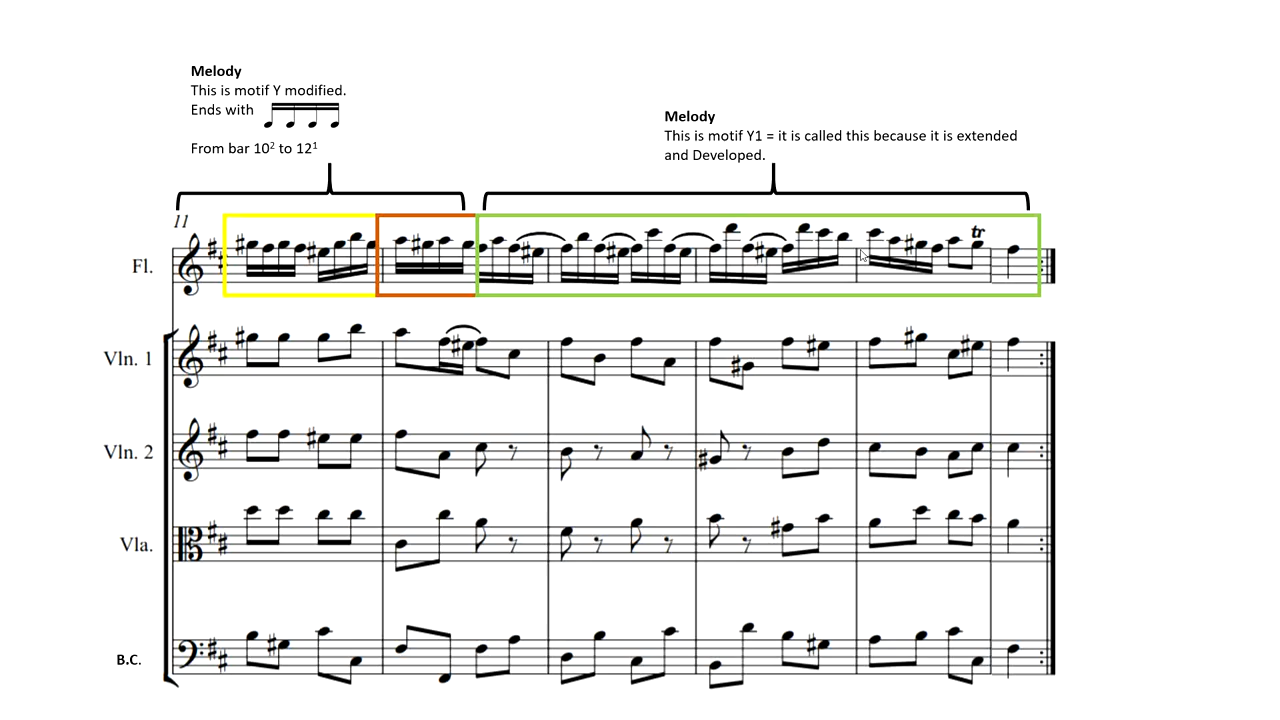 Melody
This is motif Y modified.
Ends with
From bar 10² to 12¹
Melody
This is motif Y1 = it is called this because it is extended
and Developed.
11
tr
Fl.
Vln. 1
Vln. 2
Vla.
B.C.